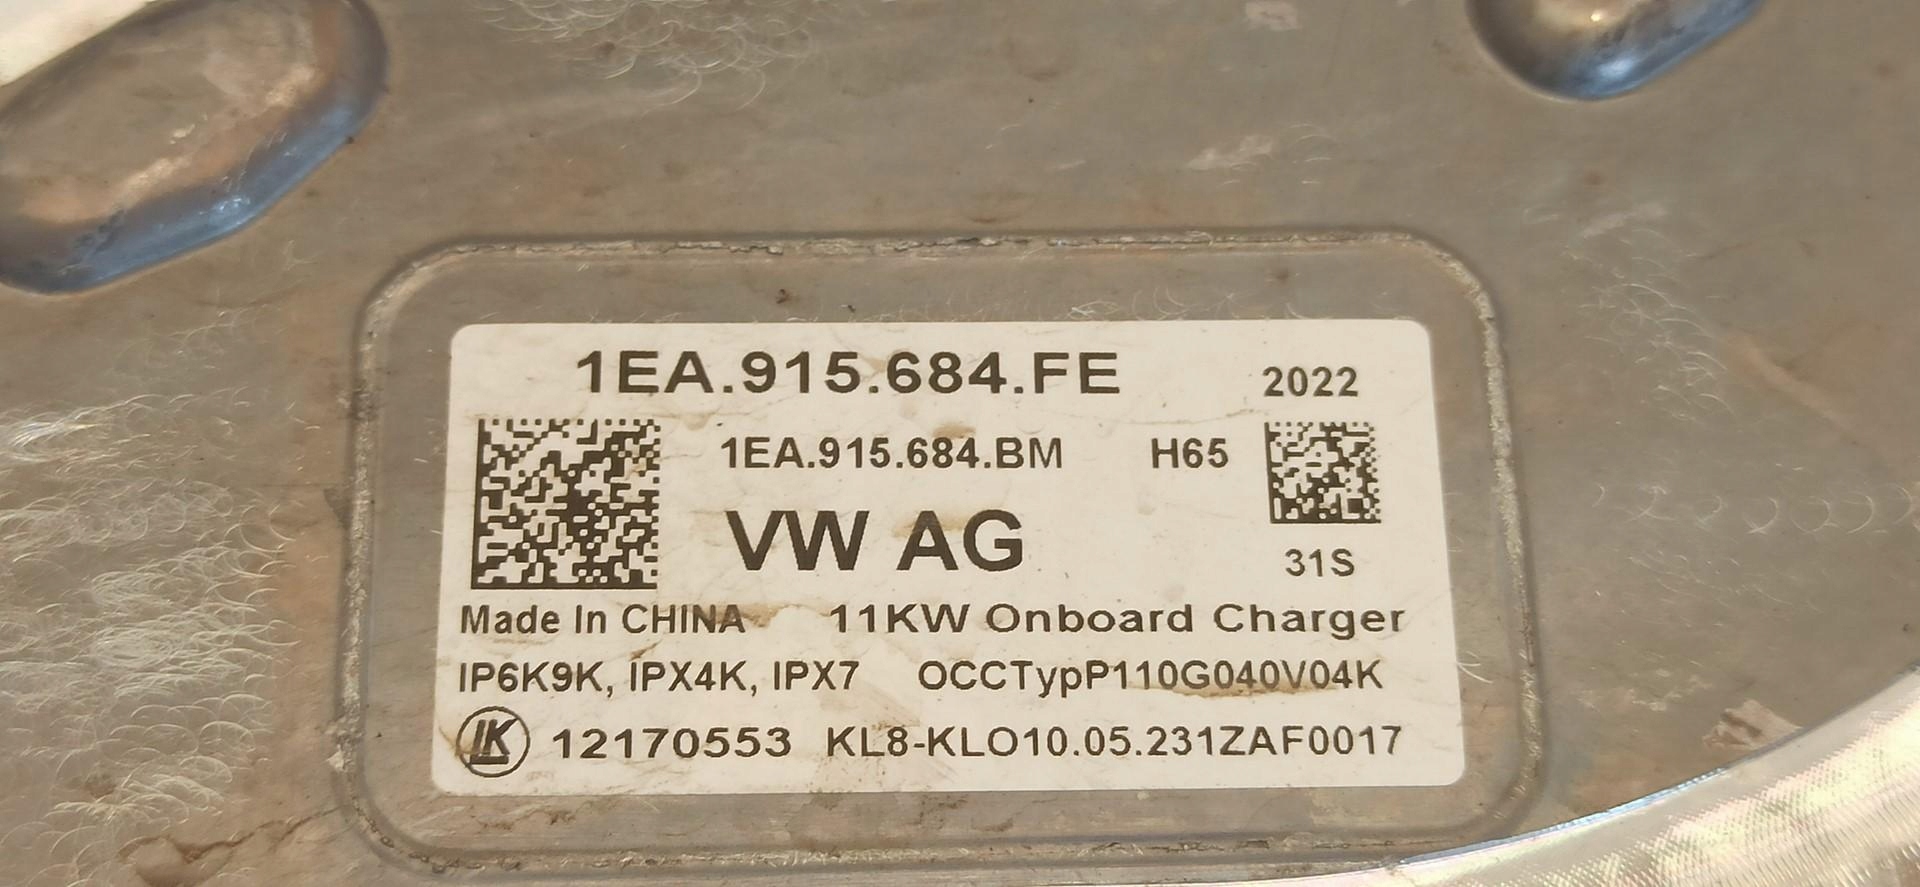 1EA.915.684.FE 2022
1EA.915.684.BM H65
VW AG 31S
Made In CHINA 11KW Onboard Charger
IP6K9K, IPX4K, IPX7 OCCTypP110G040V04K
LK 12170553 KL8-KLO10.05.231ZAF0017